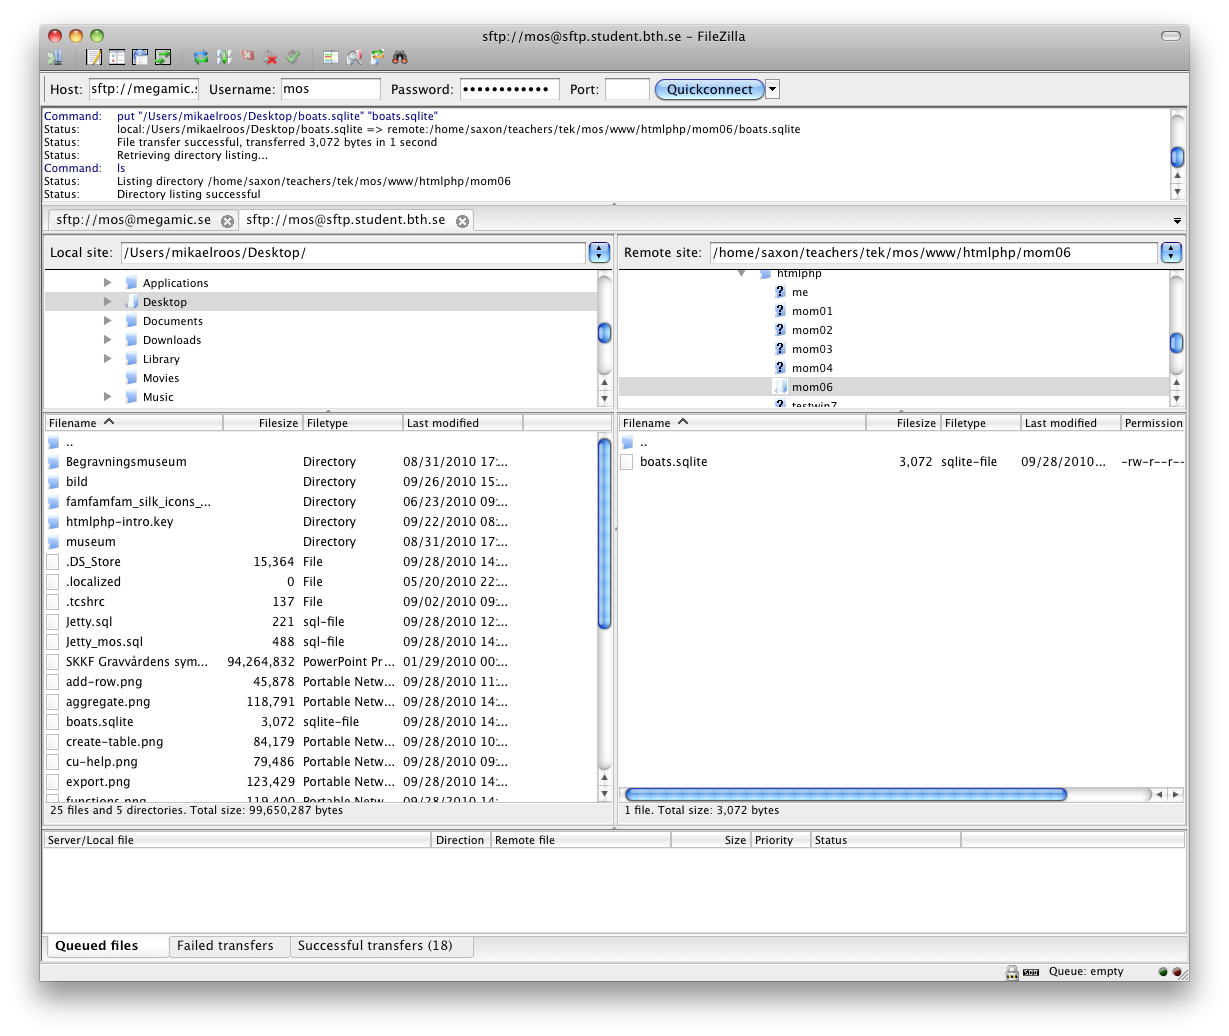 sftp://mos@sftp.student.bth.se - FileZilla
Host: sftp://megamic.s Username: mos Password: •••••••••••• Port: Quickconnect
Command: put "/Users/mikaelroos/Desktop/boats.sqlite" "boats.sqlite"
Status: local:/Users/mikaelroos/Desktop/boats.sqlite => remote:/home/saxon/teachers/tek/mos/www/htmlphp/mom06/boats.sqlite
Status: File transfer successful, transferred 3,072 bytes in 1 second
Status: Retrieving directory listing...
Command: ls
Status: Listing directory /home/saxon/teachers/tek/mos/www/htmlphp/mom06
Status: Directory listing successful
sftp://mos@megamic.se sftp://mos@sftp.student.bth.se
Local site: /Users/mikaelroos/Desktop/
Applications
Desktop
Documents
Downloads
Library
Movies
Music
Remote site: /home/saxon/teachers/tek/mos/www/htmlphp/mom06
htmlphp
me
mom01
mom02
mom03
mom04
mom06
testwin7
Filename Filesize Filetype Last modified
..
Begravningsmuseum Directory 08/31/2010 17:...
bild Directory 09/26/2010 15:...
famfamfam_silk_icons_... Directory 06/23/2010 09:...
htmlphp-intro.key Directory 09/22/2010 08:...
museum Directory 08/31/2010 17:...
.DS_Store 15,364 File 09/28/2010 14:...
.localized 0 File 05/20/2010 22:...
.tcshrc 137 File 09/02/2010 09:...
Jetty.sql 221 sql-file 09/28/2010 12:...
Jetty_mos.sql 488 sql-file 09/28/2010 14:...
SKKF Gravvårdens sym... 94,264,832 PowerPoint Pr... 01/29/2010 00:...
add-row.png 45,878 Portable Netw... 09/28/2010 11:...
aggregate.png 118,791 Portable Netw... 09/28/2010 14:...
boats.sqlite 3,072 sqlite-file 09/28/2010 14:...
create-table.png 84,179 Portable Netw... 09/28/2010 10:...
cu-help.png 79,486 Portable Netw... 09/28/2010 09:...
export.png 123,429 Portable Netw... 09/28/2010 14:...
functions.png 119,400 Portable Netw... 09/28/2010 14:...
25 files and 5 directories. Total size: 99,650,287 bytes
Filename Filesize Filetype Last modified Permission
..
boats.sqlite 3,072 sqlite-file 09/28/2010... -rw-r--r--
1 file. Total size: 3,072 bytes
Server/Local file Direction Remote file Size Priority Status
Queued files Failed transfers Successful transfers (18)
Queue: empty